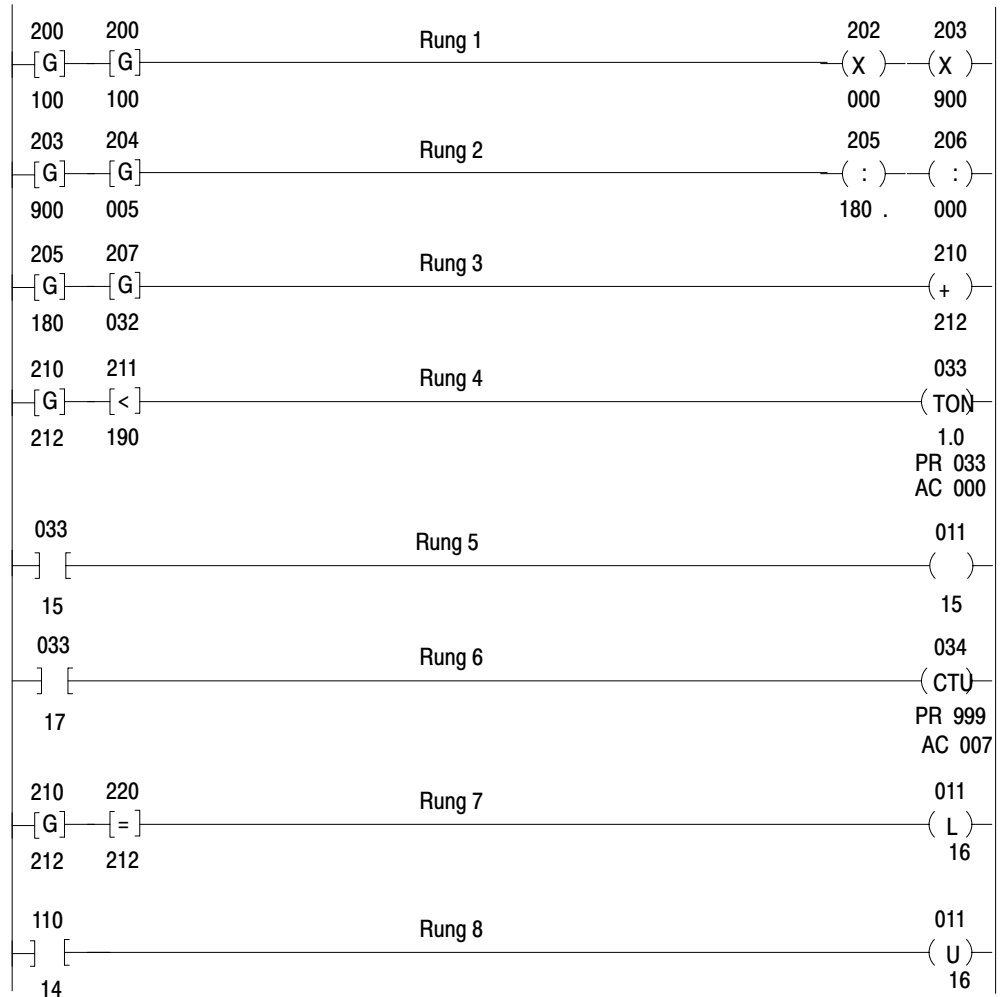 200 200 Rung 1 202 203
[G] [G] (X) (X)
100 100 000 900
203 204 Rung 2 205 206
[G] [G] (:) (:)
900 005 180 . 000
205 207 Rung 3 210
[G] [G] (+)
180 032 212
210 211 Rung 4 033
[G] [<] (TON)
212 190 1.0
PR 033
AC 000
033 Rung 5 011
] [ ( )
15 15
033 Rung 6 034
] [ (CTU)
17 PR 999
AC 007
210 220 Rung 7 011
[G] [=] (L)
212 212 16
110 Rung 8 011
] [ (U)
14 16